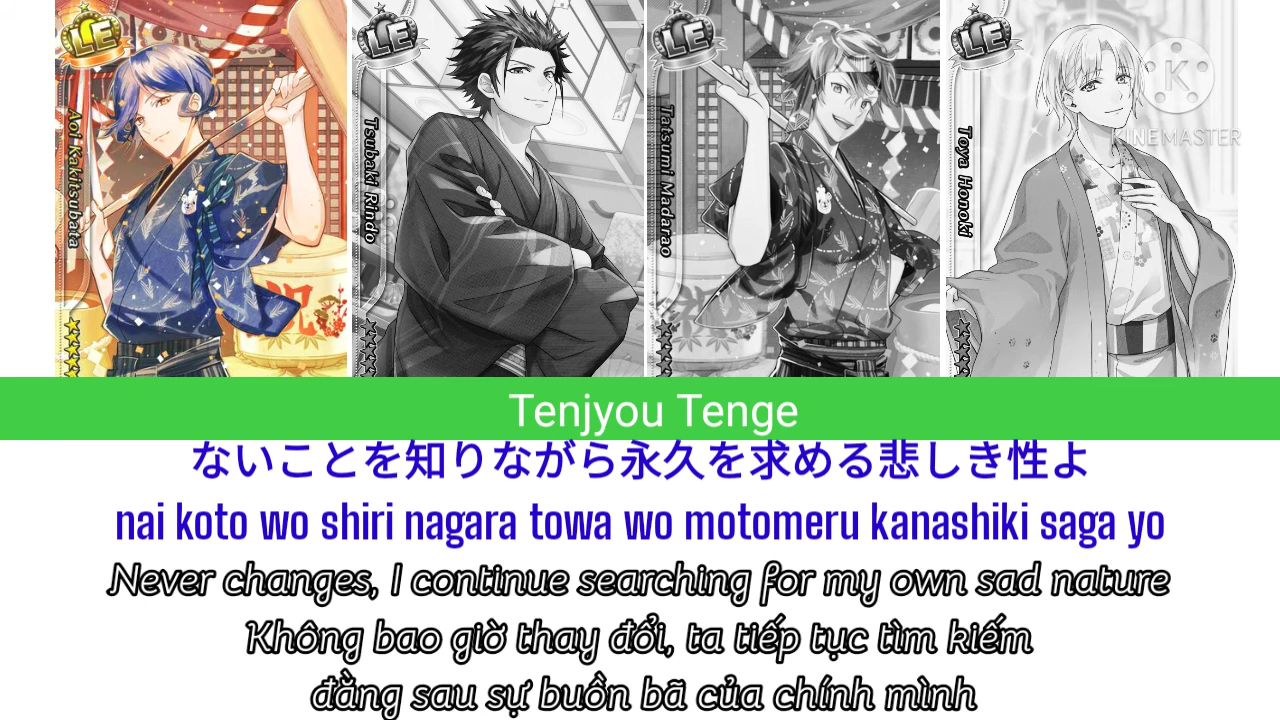 LE
Aoi Kakitsubata
LE
Tsubaki Rindo
LE
Tatsumi Madarao
LE
Toya Honoki
K
KINEMASTER
祝
Tenjyou Tenge
ないことを知りながら永久を求める悲しき性よ
nai koto wo shiri nagara towa wo motomeru kanashiki saga yo
Never changes, I continue searching for my own sad nature
Không bao giờ thay đổi, ta tiếp tục tìm kiếm
đằng sau sự buồn bã của chính mình